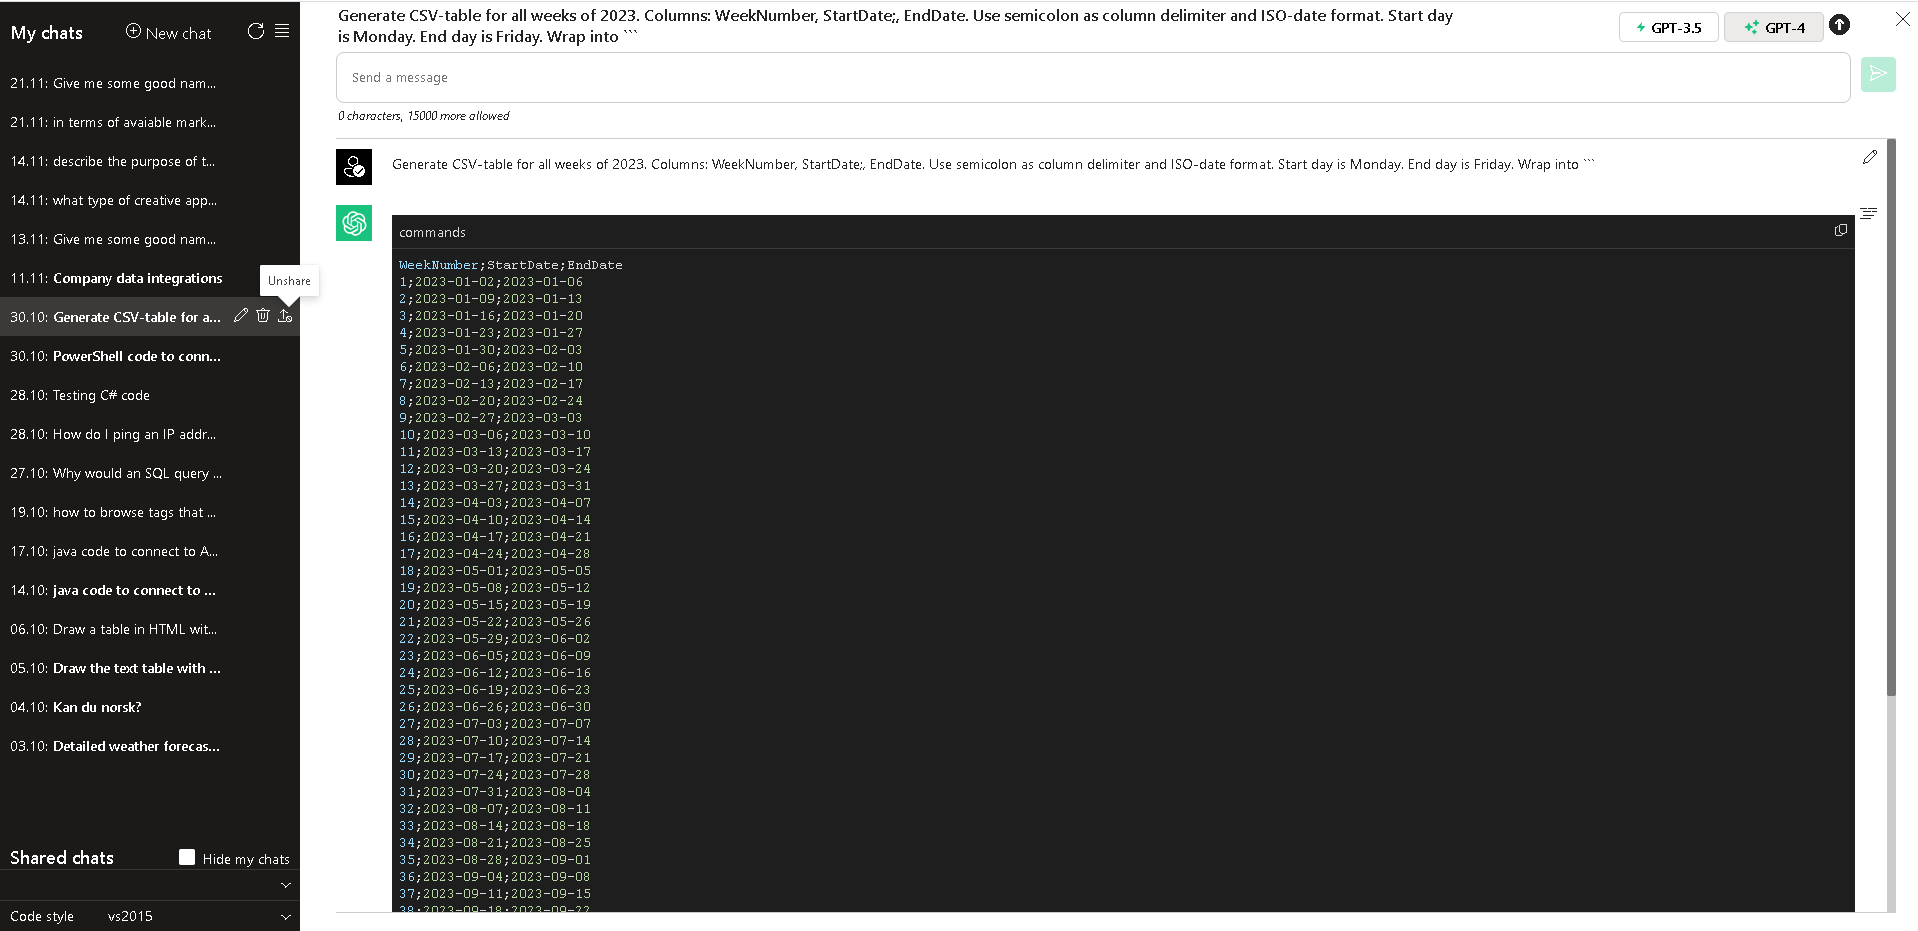 My chats
New chat
21.11: Give me some good nam...
21.11: in terms of avaiable mark...
14.11: describe the purpose of t...
14.11: what type of creative app...
13.11: Give me some good nam...
11.11: Company data integrations
Unshare
30.10: Generate CSV-table for a...
30.10: PowerShell code to conn...
28.10: Testing C# code
28.10: How do I ping an IP addr...
27.10: Why would an SQL query ...
19.10: how to browse tags that ...
17.10: java code to connect to A...
14.10: java code to connect to ...
06.10: Draw a table in HTML wit...
05.10: Draw the text table with ...
04.10: Kan du norsk?
03.10: Detailed weather forecas...
Shared chats
Hide my chats
Code style vs2015
Generate CSV-table for all weeks of 2023. Columns: WeekNumber, StartDate;, EndDate. Use semicolon as column delimiter and ISO-date format. Start day
is Monday. End day is Friday. Wrap into ```
GPT-3.5
GPT-4
Send a message
0 characters, 15000 more allowed
Generate CSV-table for all weeks of 2023. Columns: WeekNumber, StartDate;, EndDate. Use semicolon as column delimiter and ISO-date format. Start day is Monday. End day is Friday. Wrap into ```
commands
WeekNumber;StartDate;EndDate
1;2023-01-02;2023-01-06
2;2023-01-09;2023-01-13
3;2023-01-16;2023-01-20
4;2023-01-23;2023-01-27
5;2023-01-30;2023-02-03
6;2023-02-06;2023-02-10
7;2023-02-13;2023-02-17
8;2023-02-20;2023-02-24
9;2023-02-27;2023-03-03
10;2023-03-06;2023-03-10
11;2023-03-13;2023-03-17
12;2023-03-20;2023-03-24
13;2023-03-27;2023-03-31
14;2023-04-03;2023-04-07
15;2023-04-10;2023-04-14
16;2023-04-17;2023-04-21
17;2023-04-24;2023-04-28
18;2023-05-01;2023-05-05
19;2023-05-08;2023-05-12
20;2023-05-15;2023-05-19
21;2023-05-22;2023-05-26
22;2023-05-29;2023-06-02
23;2023-06-05;2023-06-09
24;2023-06-12;2023-06-16
25;2023-06-19;2023-06-23
26;2023-06-26;2023-06-30
27;2023-07-03;2023-07-07
28;2023-07-10;2023-07-14
29;2023-07-17;2023-07-21
30;2023-07-24;2023-07-28
31;2023-07-31;2023-08-04
32;2023-08-07;2023-08-11
33;2023-08-14;2023-08-18
34;2023-08-21;2023-08-25
35;2023-08-28;2023-09-01
36;2023-09-04;2023-09-08
37;2023-09-11;2023-09-15
38;2023-09-18;2023-09-22